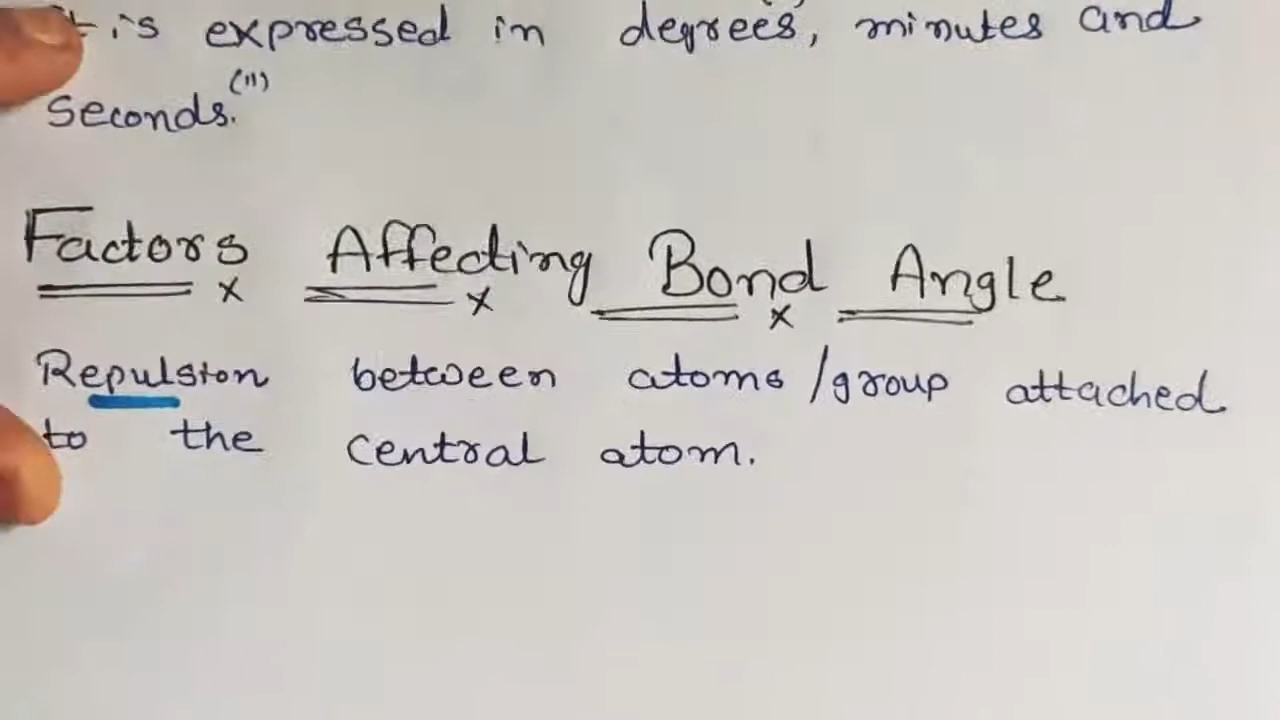 It is expressed in degrees, minutes and
seconds.(")
Factors Affecting Bond Angle
x x x
Repulsion between atoms/group attached
to the central atom.